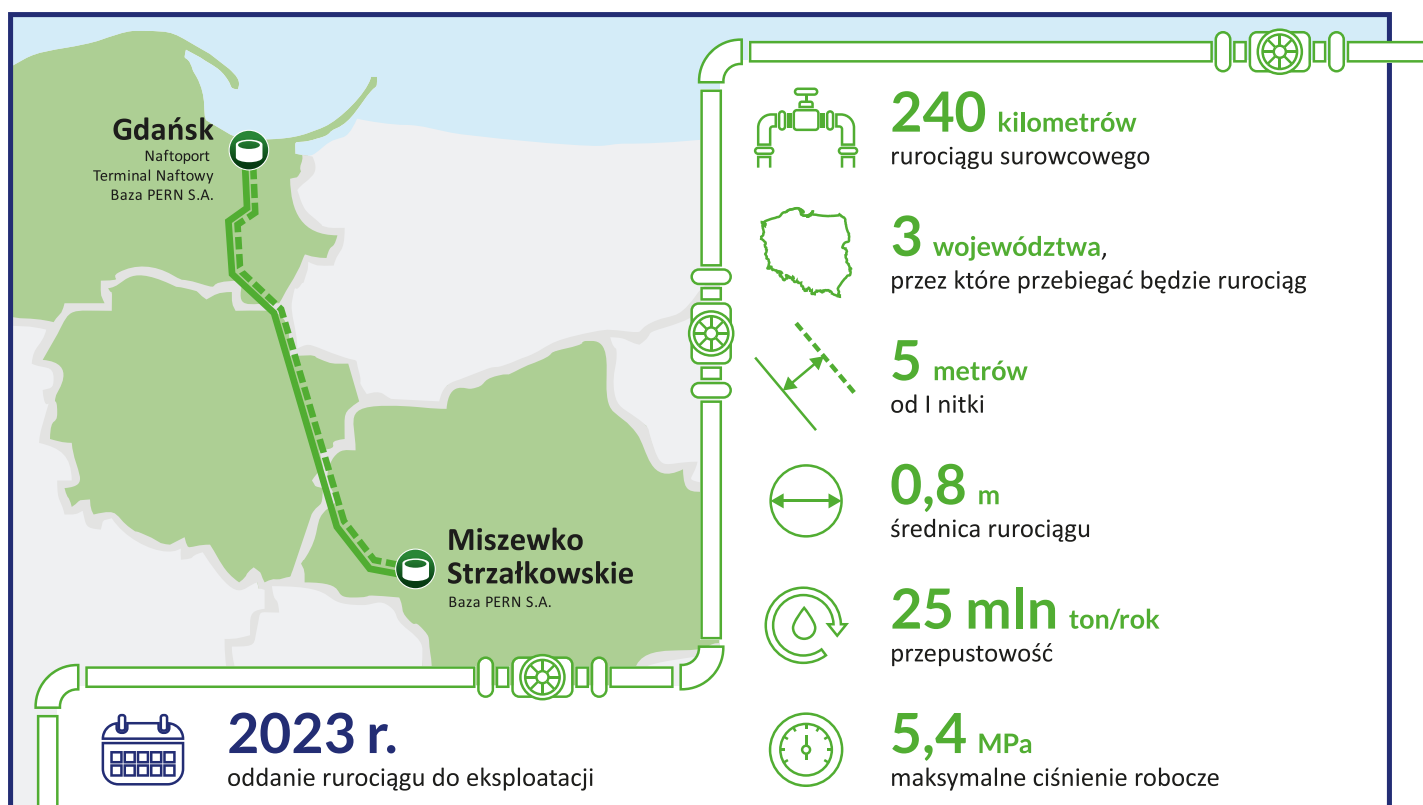 Gdańsk
Naftoport
Terminal Naftowy
Baza PERN S.A.
Miszewko
Strzałkowskie
Baza PERN S.A.
240 kilometrów
rurociągu surowcowego
3 województwa,
przez które przebiegać będzie rurociąg
5 metrów
od I nitki
0,8 m
średnica rurociągu
25 mln ton/rok
przepustowość
5,4 MPa
maksymalne ciśnienie robocze
2023 r.
oddanie rurociągu do eksploatacji